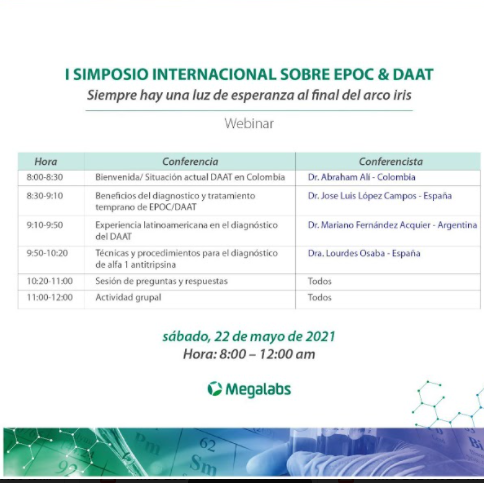 I SIMPOSIO INTERNACIONAL SOBRE EPOC & DAAT
Siempre hay una luz de esperanza al final del arco iris
Webinar
Hora Conferencia Conferencista
8:00-8:30 Bienvenida/ Situación actual DAAT en Colombia Dr. Abraham Alí - Colombia
8:30-9:10 Beneficios del diagnostico y tratamiento Dr. Jose Luis López Campos - España
temprano de EPOC/DAAT
9:10-9:50 Experiencia latinoamericana en el diagnóstico Dr. Mariano Fernández Acquier - Argentina
del DAAT
9:50-10:20 Técnicas y procedimientos para el diagnóstico Dra. Lourdes Osaba - España
de alfa 1 antitripsina
10:20-11:00 Sesión de preguntas y respuestas Todos
11:00-12:00 Actividad grupal Todos
sábado, 22 de mayo de 2021
Hora: 8:00 – 12:00 am
Megalabs
Pm
62
Sm
92